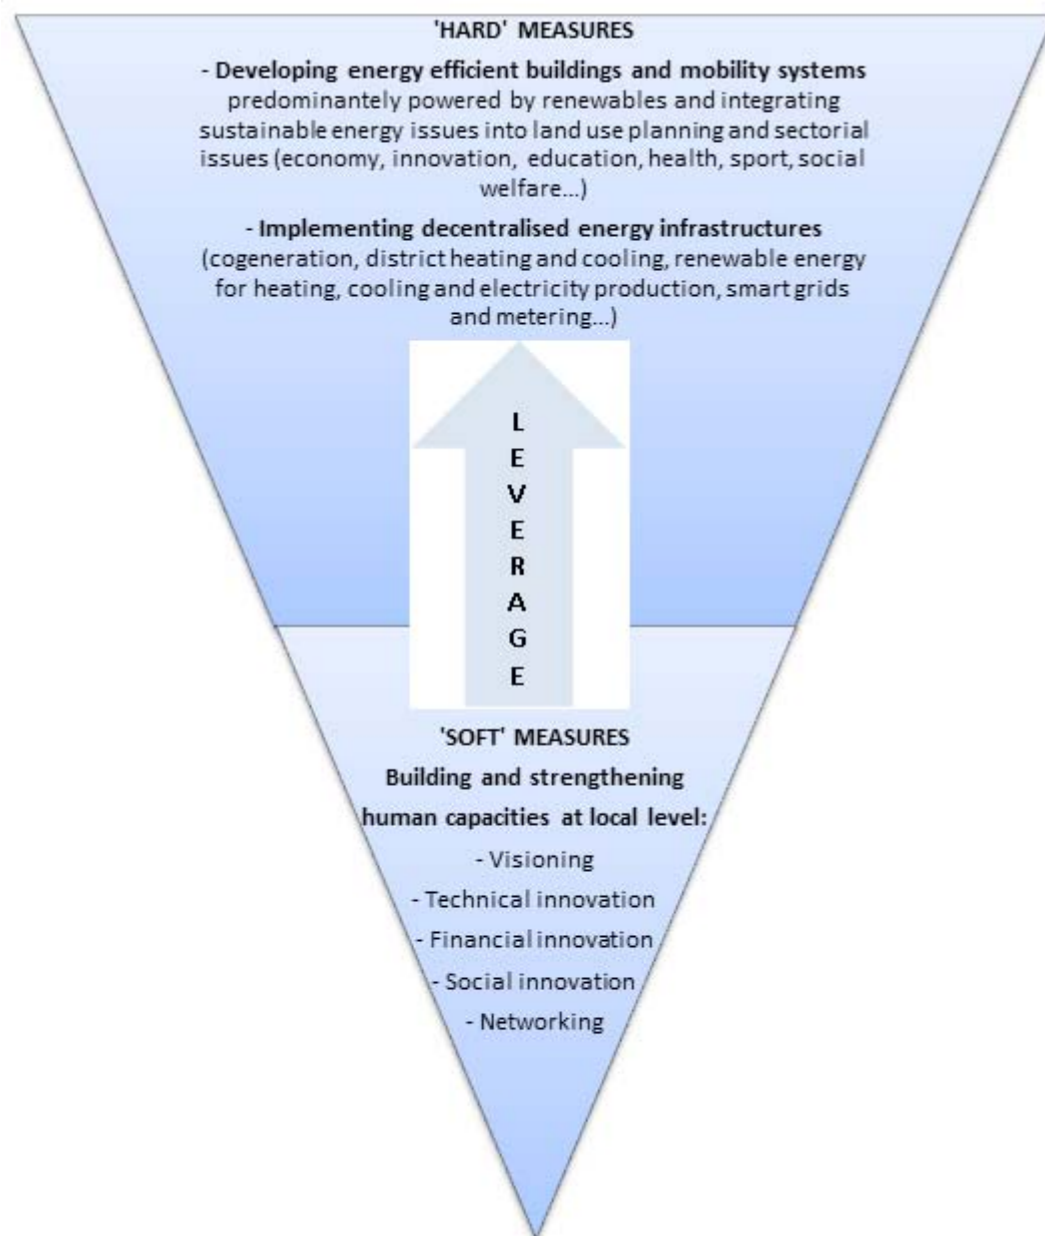 'HARD' MEASURES
- Developing energy efficient buildings and mobility systems
predominantely powered by renewables and integrating
sustainable energy issues into land use planning and sectorial
issues (economy, innovation, education, health, sport, social
welfare...)
- Implementing decentralised energy infrastructures
(cogeneration, district heating and cooling, renewable energy
for heating, cooling and electricity production, smart grids
and metering...)
L
E
V
E
R
A
G
E
'SOFT' MEASURES
Building and strengthening
human capacities at local level:
- Visioning
- Technical innovation
- Financial innovation
- Social innovation
- Networking